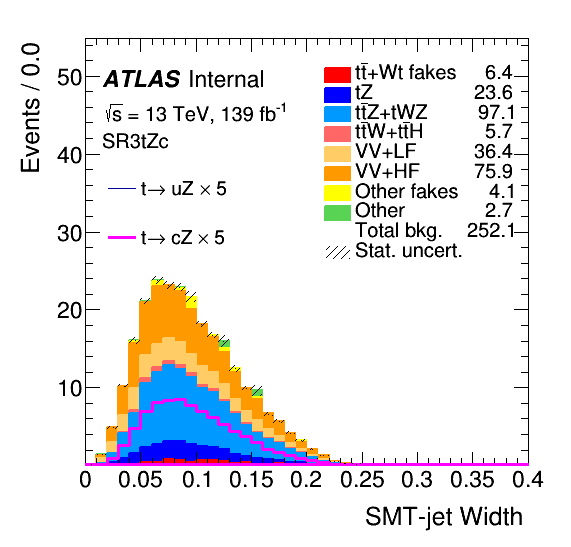 Events / 0.0
50
40
30
20
10
ATLAS Internal
√s = 13 TeV, 139 fb⁻¹
SR3tZc
t→ uZ × 5
t→ cZ × 5
tt̄+Wt fakes 6.4
tZ 23.6
tt̄Z+tWZ 97.1
tt̄W+tt̄H 5.7
VV+LF 36.4
VV+HF 75.9
Other fakes 4.1
Other 2.7
Total bkg. 252.1
Stat. uncert.
0 0.05 0.1 0.15 0.2 0.25 0.3 0.35 0.4
SMT-jet Width